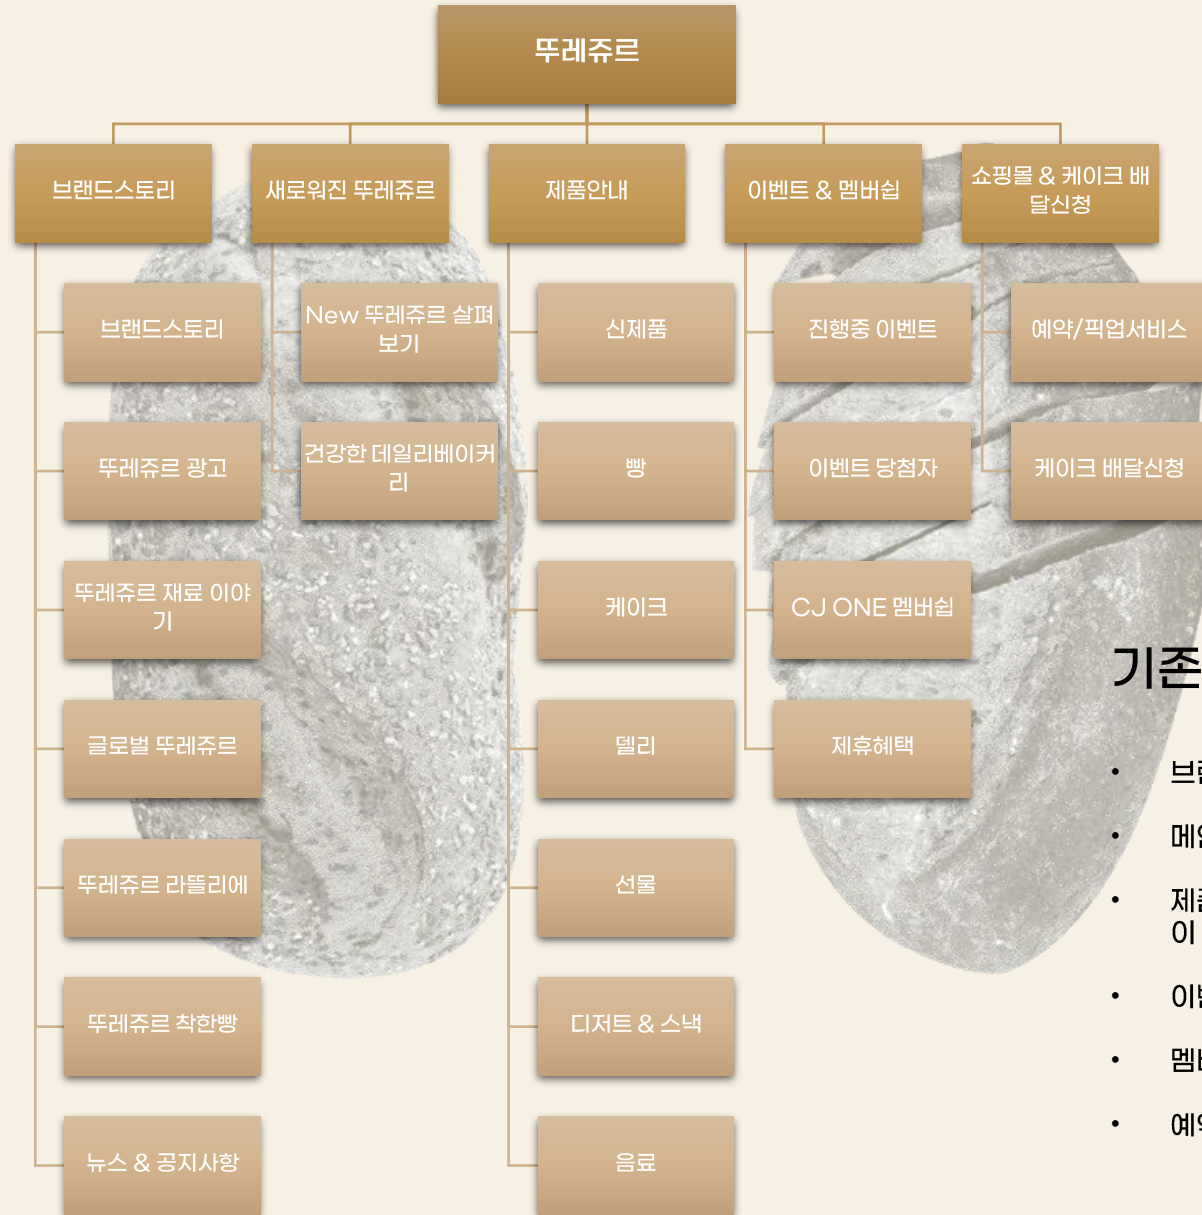 뚜레쥬르
브랜드스토리
브랜드스토리
뚜레쥬르 광고
뚜레쥬르 재료 이야
기
글로벌 뚜레쥬르
뚜레쥬르 라뜰리에
뚜레쥬르 착한빵
뉴스 & 공지사항
새로워진 뚜레쥬르
New 뚜레쥬르 살펴
보기
건강한 데일리베이커
리
제품안내
신제품
빵
케이크
델리
선물
디저트 & 스낵
음료
이벤트 & 멤버쉽
진행중 이벤트
이벤트 당첨자
CJ ONE 멤버쉽
제휴혜택
쇼핑몰 & 케이크 배
달신청
예약/픽업서비스
케이크 배달신청
기존
이